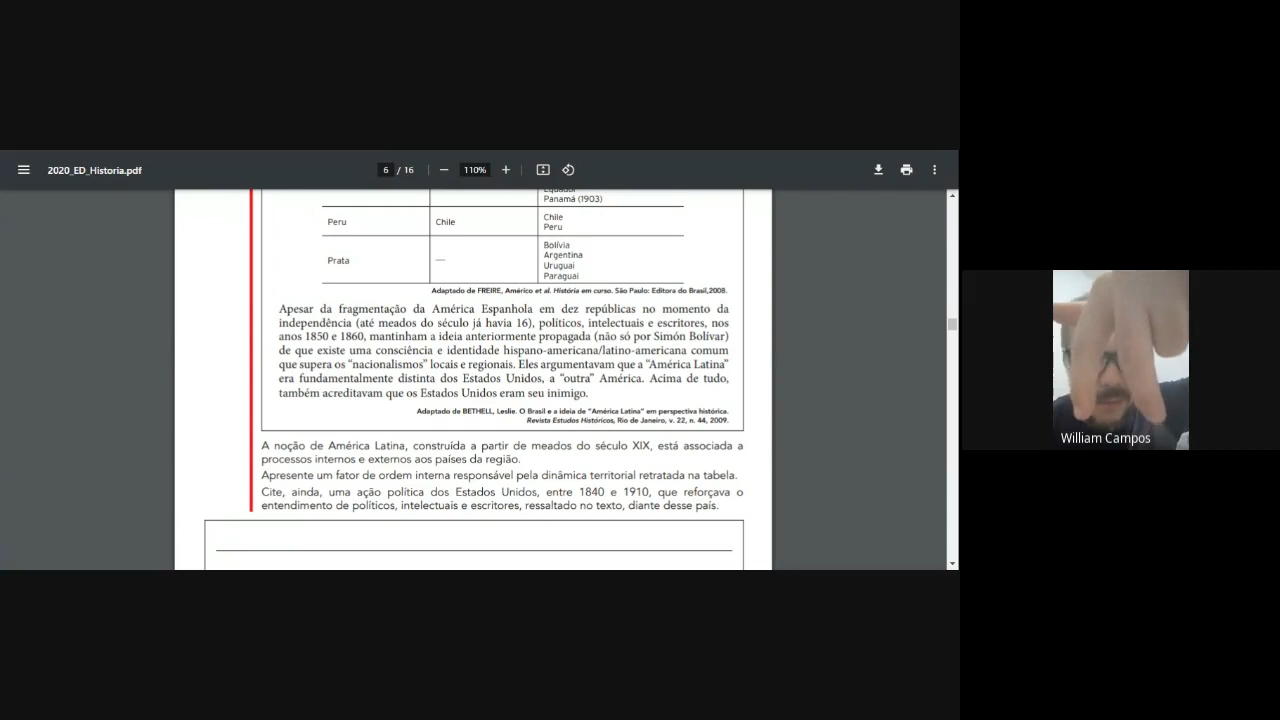 2020_ED_Historia.pdf
6 / 16
110%
Equador
Panamá (1903)
Peru
Chile
Chile
Peru
Prata
—
Bolívia
Argentina
Uruguai
Paraguai
Adaptado de FREIRE, Américo et al. História em curso. São Paulo: Editora do Brasil,2008.
Apesar da fragmentação da América Espanhola em dez repúblicas no momento da
independência (até meados do século já havia 16), políticos, intelectuais e escritores, nos
anos 1850 e 1860, mantinham a ideia anteriormente propagada (não só por Simón Bolívar)
de que existe uma consciência e identidade hispano-americana/latino-americana comum
que supera os “nacionalismos” locais e regionais. Eles argumentavam que a “América Latina”
era fundamentalmente distinta dos Estados Unidos, a “outra” América. Acima de tudo,
também acreditavam que os Estados Unidos eram seu inimigo.
Adaptado de BETHELL, Leslie. O Brasil e a ideia de “América Latina” em perspectiva histórica.
Revista Estudos Históricos, Rio de Janeiro, v. 22, n. 44, 2009.
A noção de América Latina, construída a partir de meados do século XIX, está associada a
processos internos e externos aos países da região.
Apresente um fator de ordem interna responsável pela dinâmica territorial retratada na tabela.
Cite, ainda, uma ação política dos Estados Unidos, entre 1840 e 1910, que reforçava o
entendimento de políticos, intelectuais e escritores, ressaltado no texto, diante desse país.
William Campos